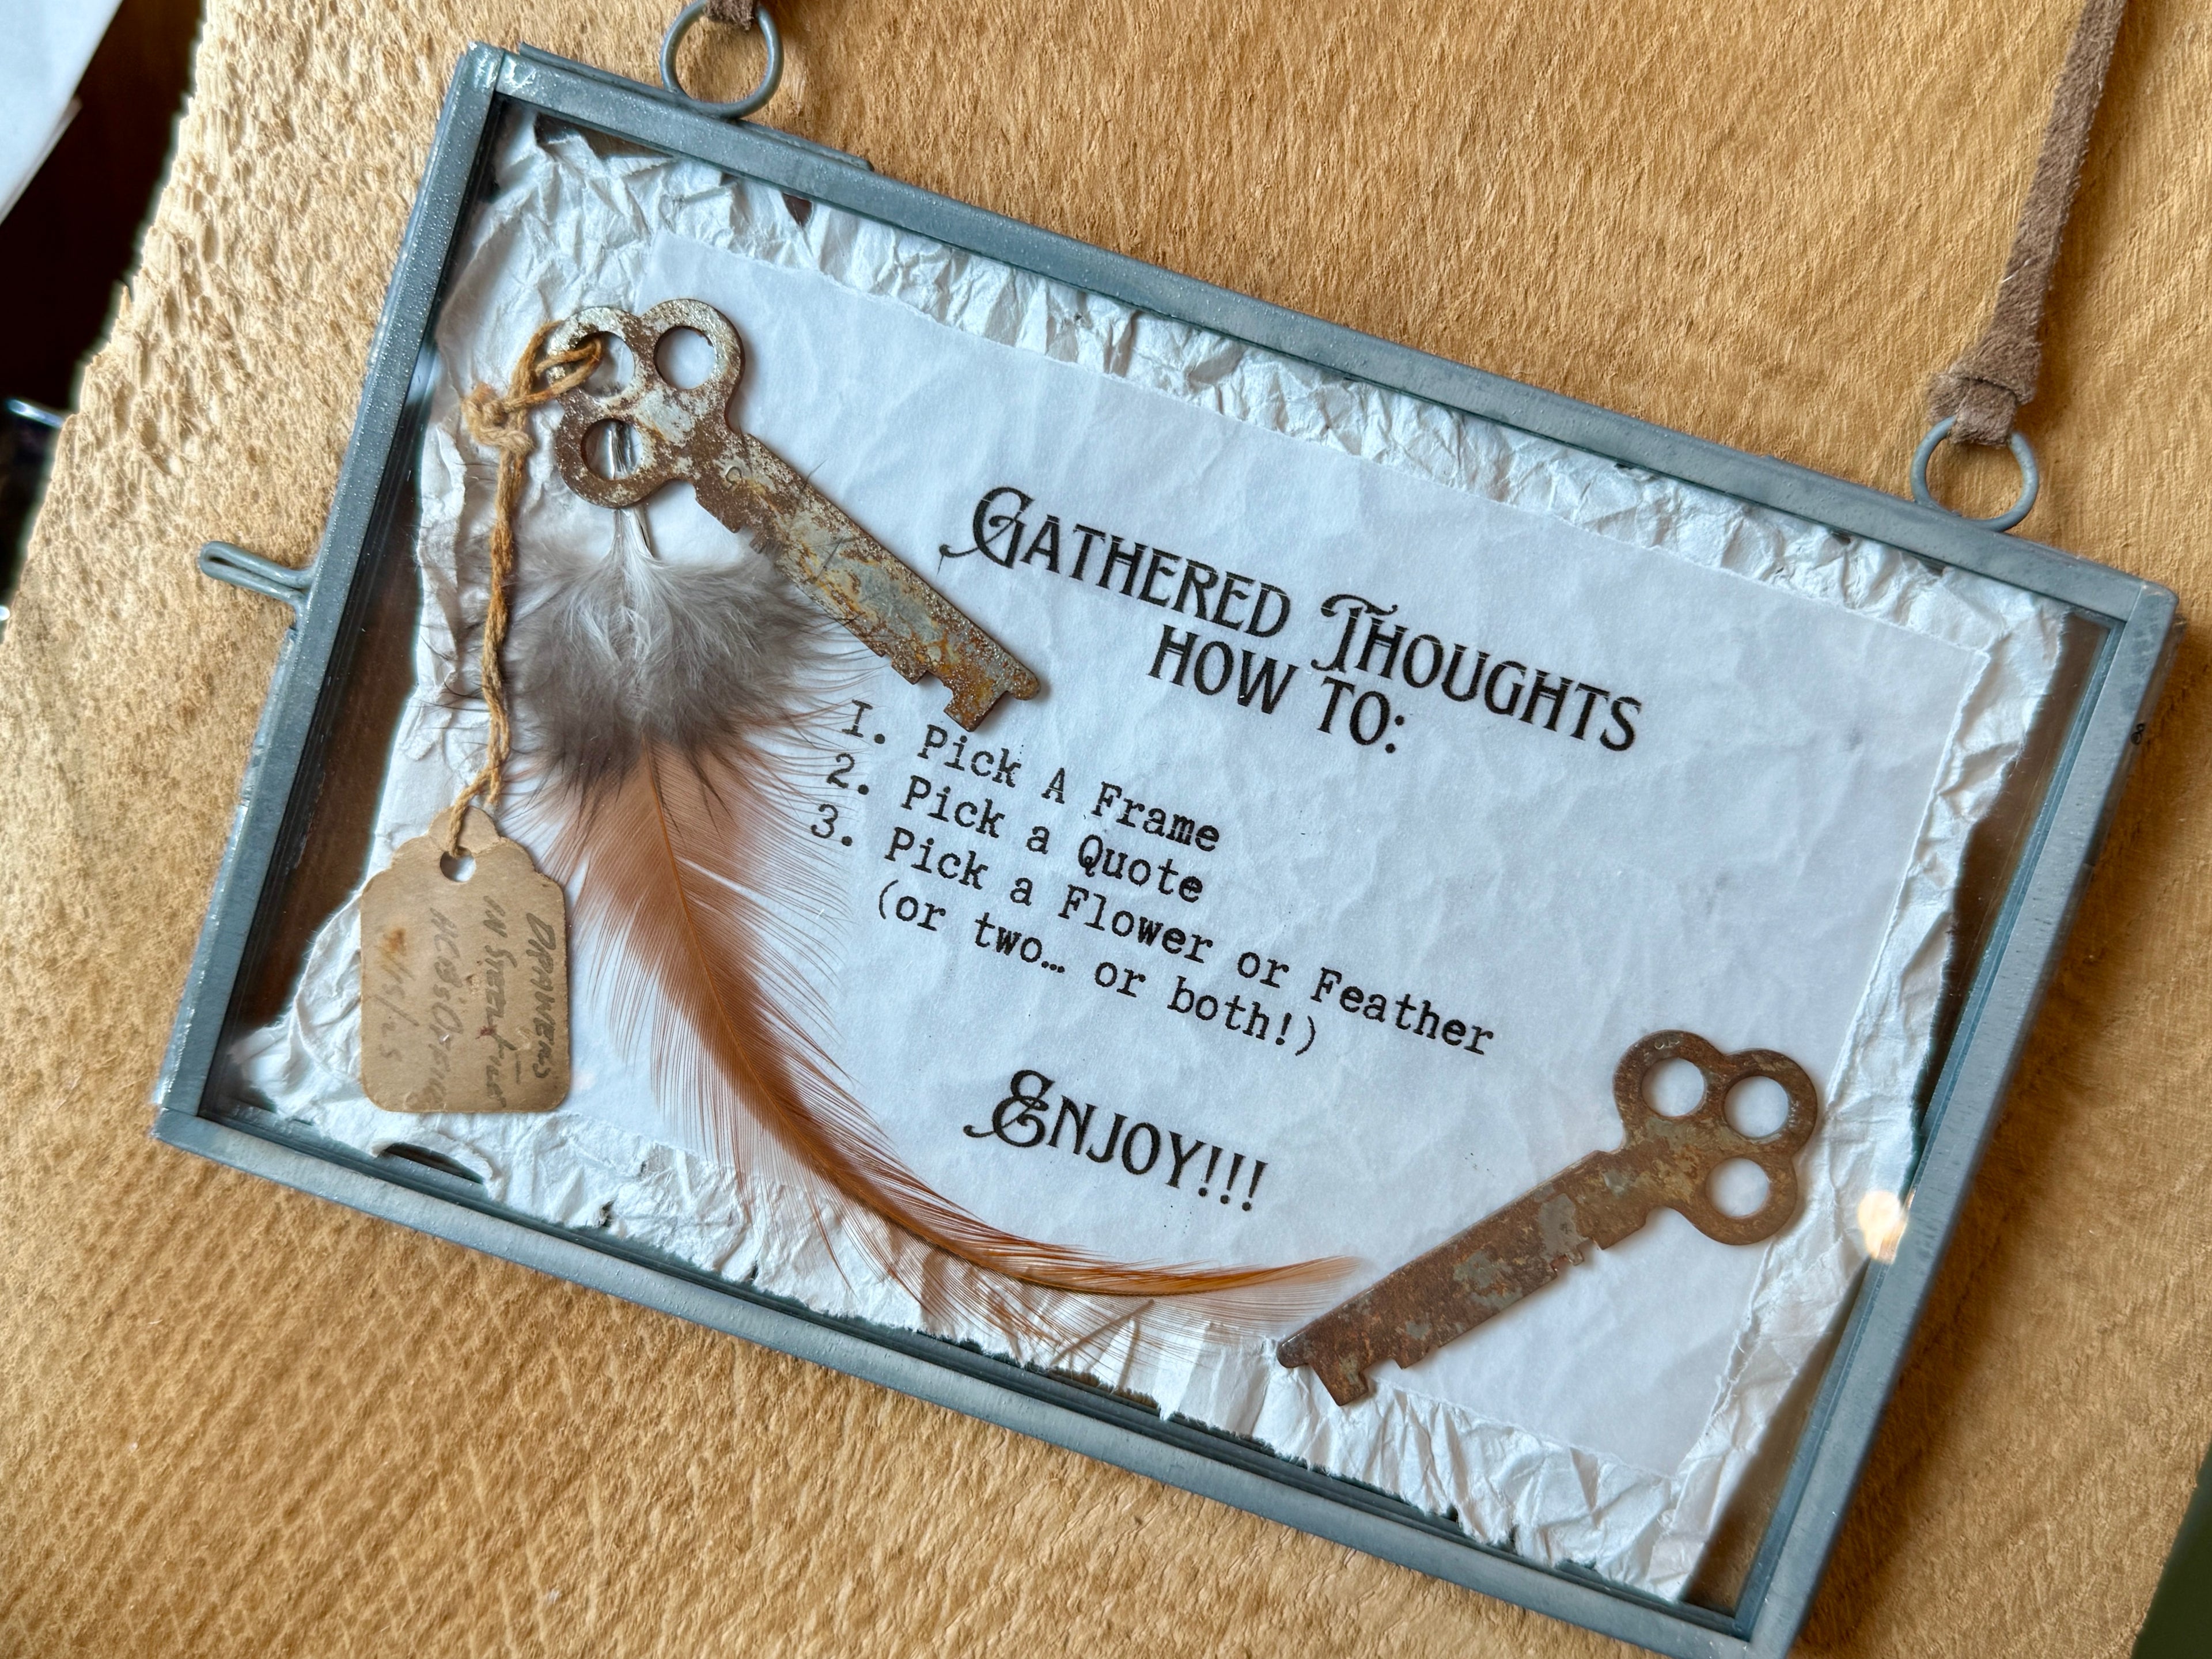 GATHERED THOUGHTS
HOW TO:
1. Pick A Frame
2. Pick a Quote
3. Pick a Flower or Feather
(or two… or both!)
ENJOY!!!
IN